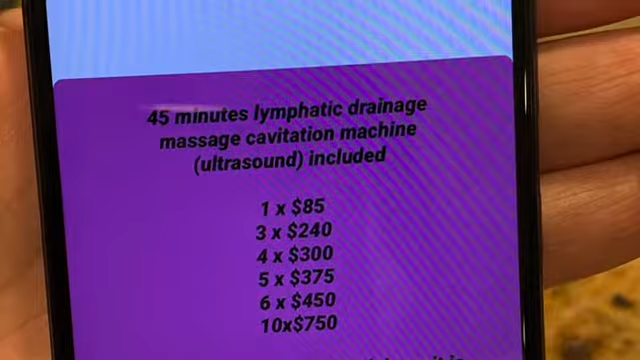 45 minutes lymphatic drainage
massage cavitation machine
(ultrasound) included
1 x $85
3 x $240
4 x $300
5 x $375
6 x $450
10x$750